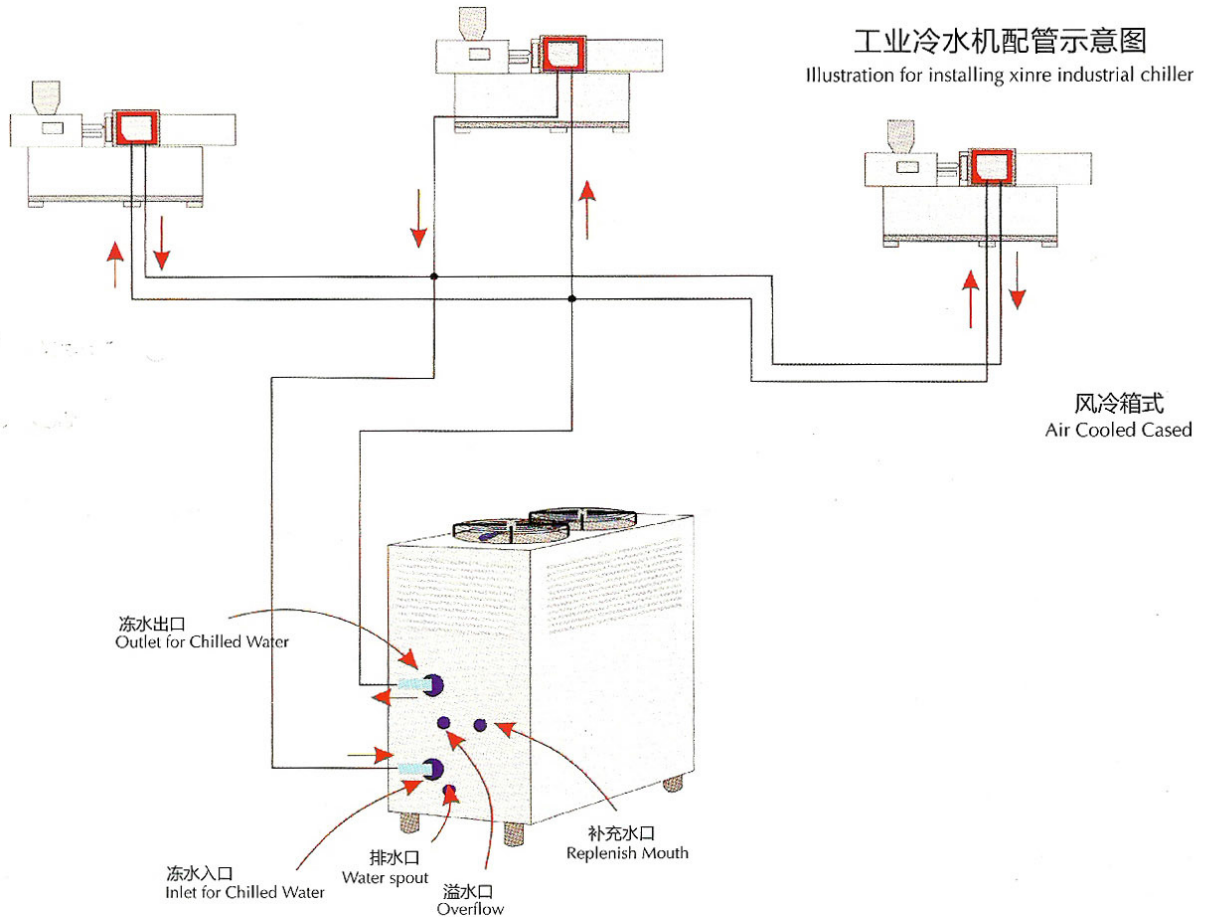 工业冷水机配管示意图
Illustration for installing xinre industrial chiller
风冷箱式
Air Cooled Cased
冻水出口
Outlet for Chilled Water
冻水入口
Inlet for Chilled Water
排水口
Water spout
溢水口
Overflow
补充水口
Replenish Mouth